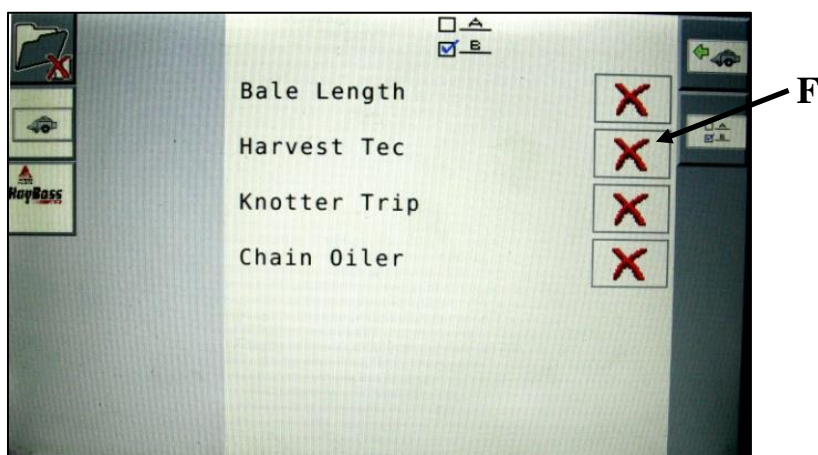 A
B
Bale Length
F
Harvest Tec
A
B
Knotter Trip
HayBoss
Chain Oiler